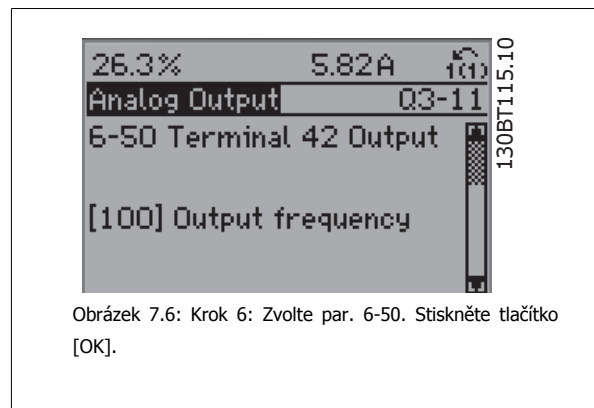 26.3% 5.82A 1(1)
Analog Output Q3-11
6-50 Terminal 42 Output
[100] Output frequency
130BT115.10
Obrázek 7.6: Krok 6: Zvolte par. 6-50. Stiskněte tlačítko
[OK].